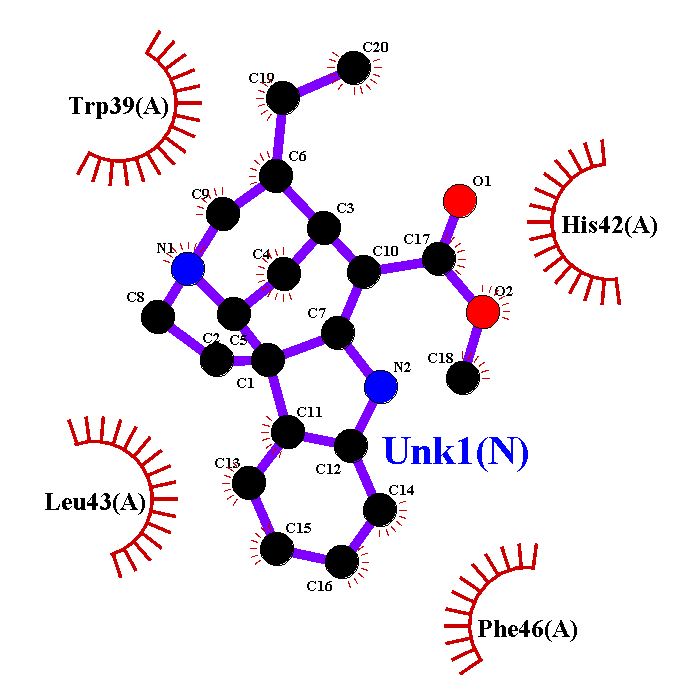 C20
C19
Trp39(A)
C6
O1
C9
C3
His42(A)
N1
C4
C17
C10
O2
C8
C7
C2
C5
C18
N2
C1
C11
Unk1(N)
C12
C13
C14
Leu43(A)
C15
C16
Phe46(A)